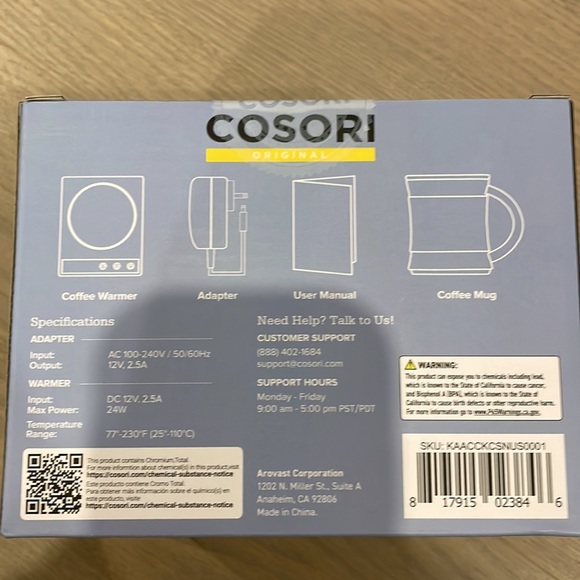 COSORI
COSORI
ORIGINAL
Coffee Warmer
Adapter
User Manual
Coffee Mug
Specifications
ADAPTER
Input: AC 100-240V / 50/60Hz
Output: 12V, 2.5A
WARMER
Input: DC 12V, 2.5A
Max Power: 24W
Temperature
Range: 77°-230°F (25°-110°C)
Need Help? Talk to Us!
CUSTOMER SUPPORT
(888) 402-1684
support@cosori.com
SUPPORT HOURS
Monday - Friday
9:00 am - 5:00 pm PST/PDT
WARNING:
This product can expose you to chemicals including lead,
which is known to the State of California to cause cancer,
and Bisphenol A (BPA), which is known to the State of
California to cause birth defects or other reproductive harm.
For more information go to www.P65Warnings.ca.gov.
This product contains Chromium,Total.
For more information about chemical(s) in this product,visit
https://cosori.com/chemical-substance-notice
Este producto contiene Cromo Total.
Para obtener más información sobre el químico(s) en
este producto; visite
https://cosori.com/chemical-substance-notice
Arovast Corporation
1202 N. Miller St., Suite A
Anaheim, CA 92806
Made in China.
SKU: KAACCKCSNUS0001
8 17915 02384 6